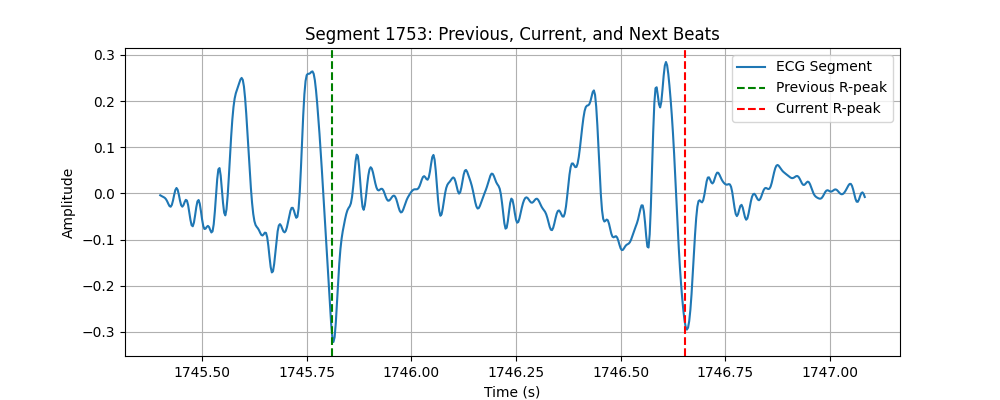 Segment 1753: Previous, Current, and Next Beats
ECG Segment
Previous R-peak
Current R-peak
Amplitude
0.3
0.2
0.1
0.0
−0.1
−0.2
−0.3
1745.50 1745.75 1746.00 1746.25 1746.50 1746.75 1747.00
Time (s)